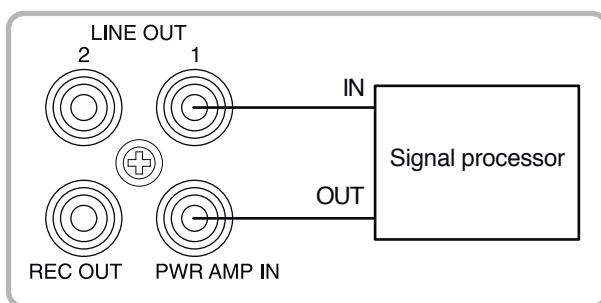 LINE OUT
2 1
IN
Signal processor
OUT
REC OUT PWR AMP IN